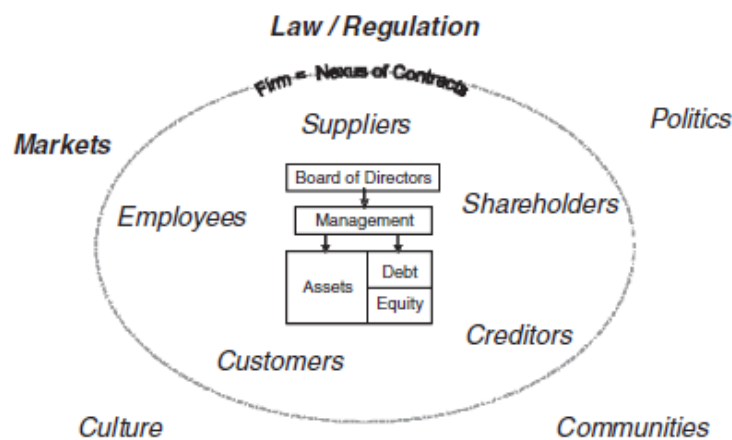 Law / Regulation
Firm = Nexus of Contracts
Suppliers
Politics
Markets
Board of Directors
Employees
Management
Shareholders
Assets
Debt
Equity
Creditors
Customers
Culture
Communities